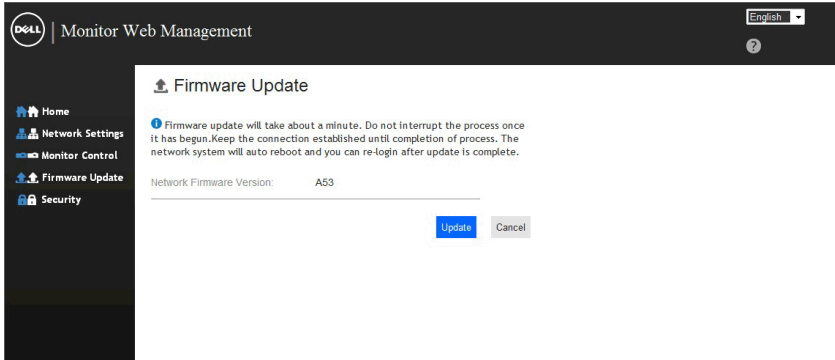 DELL | Monitor Web Management
English
?
Firmware Update
Home
Network Settings
Monitor Control
Firmware Update
Security
i Firmware update will take about a minute. Do not interrupt the process once
it has begun.Keep the connection established until completion of process. The
network system will auto reboot and you can re-login after update is complete.
Network Firmware Version: A53
Update Cancel